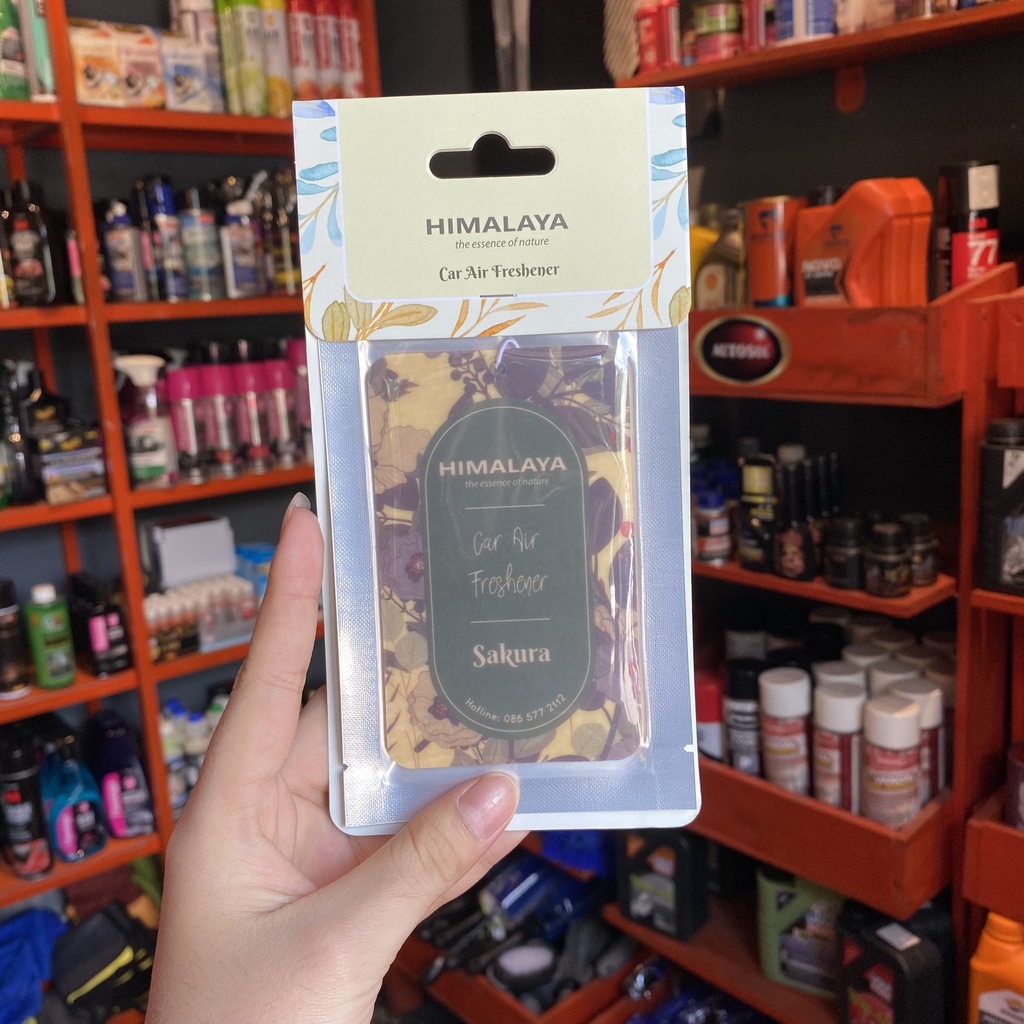 HIMALAYA
the essence of nature
Car Air Freshener
HIMALAYA
the essence of nature
Car Air
Freshener
Sakura
Hotline: 086 577 2112
77